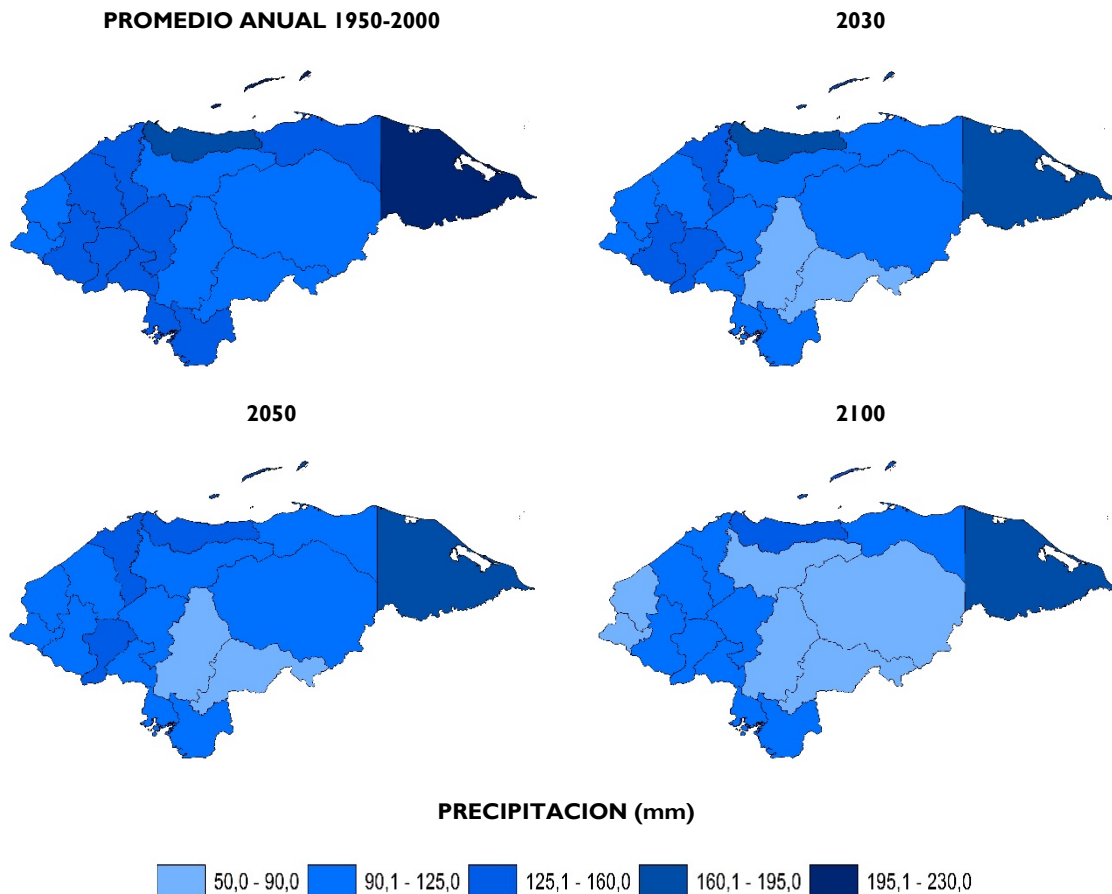 PROMEDIO ANUAL 1950-2000
2030
2050
2100
PRECIPITACION (mm)
50,0 - 90,0
90,1 - 125,0
125,1 - 160,0
160,1 - 195,0
195,1 - 230,0